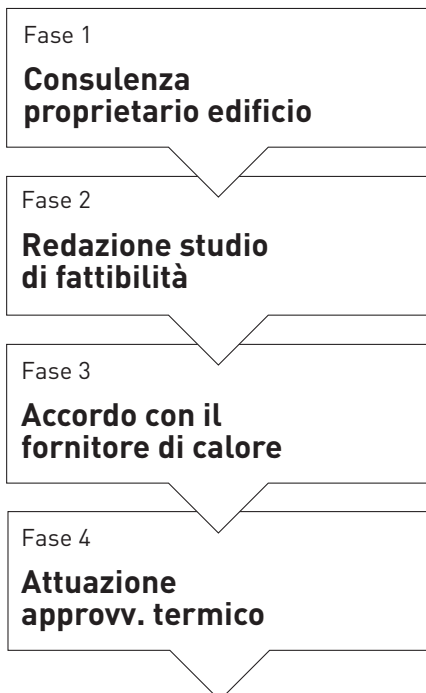 Fase 1
Consulenza
proprietario edificio
Fase 2
Redazione studio
di fattibilità
Fase 3
Accordo con il
fornitore di calore
Fase 4
Attuazione
approvv. termico